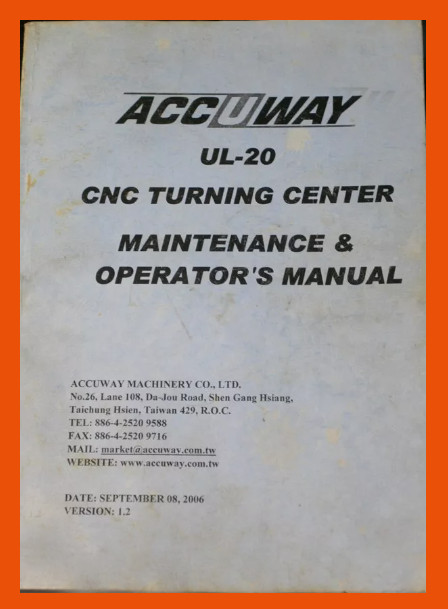 ACCUWAY
UL-20
CNC TURNING CENTER
MAINTENANCE &
OPERATOR'S MANUAL
ACCUWAY MACHINERY CO., LTD.
No.26, Lane 108, Da-Jou Road, Shen Gang Hsiang,
Taichung Hsien, Taiwan 429, R.O.C.
TEL: 886-4-2520 9588
FAX: 886-4-2520 9716
MAIL: market@accuway.com.tw
WEBSITE: www.accuway.com.tw
DATE: SEPTEMBER 08, 2006
VERSION: 1.2